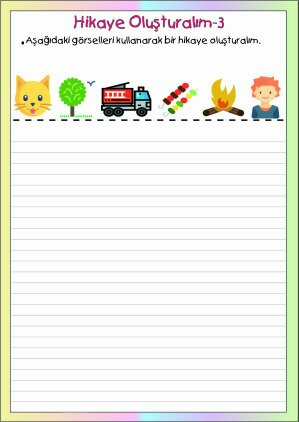 Hikaye Oluşturalım-3
.Aşağıdaki görselleri kullanarak bir hikaye oluşturalım.